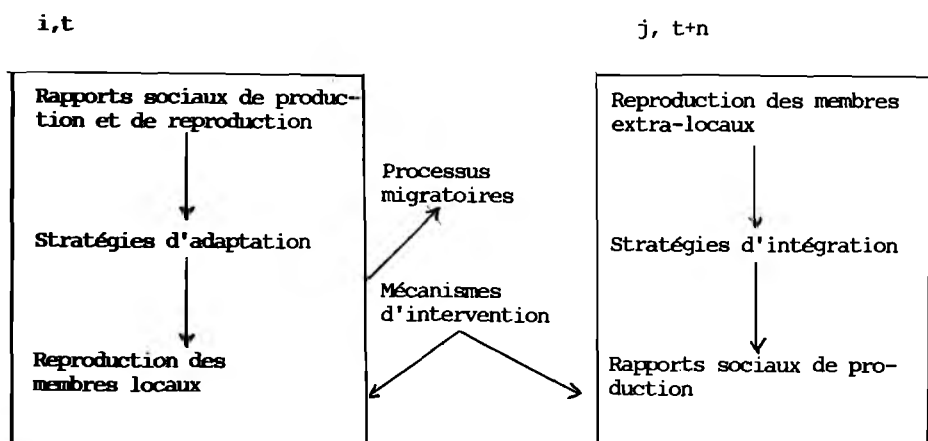 i,t
j, t+n
Rapports sociaux de produc-
tion et de reproduction
Stratégies d'adaptation
Reproduction des
membres locaux
Processus
migratoires
Mécanismes
d'intervention
Reproduction des membres
extra-locaux
Stratégies d'intégration
Rapports sociaux de pro-
duction